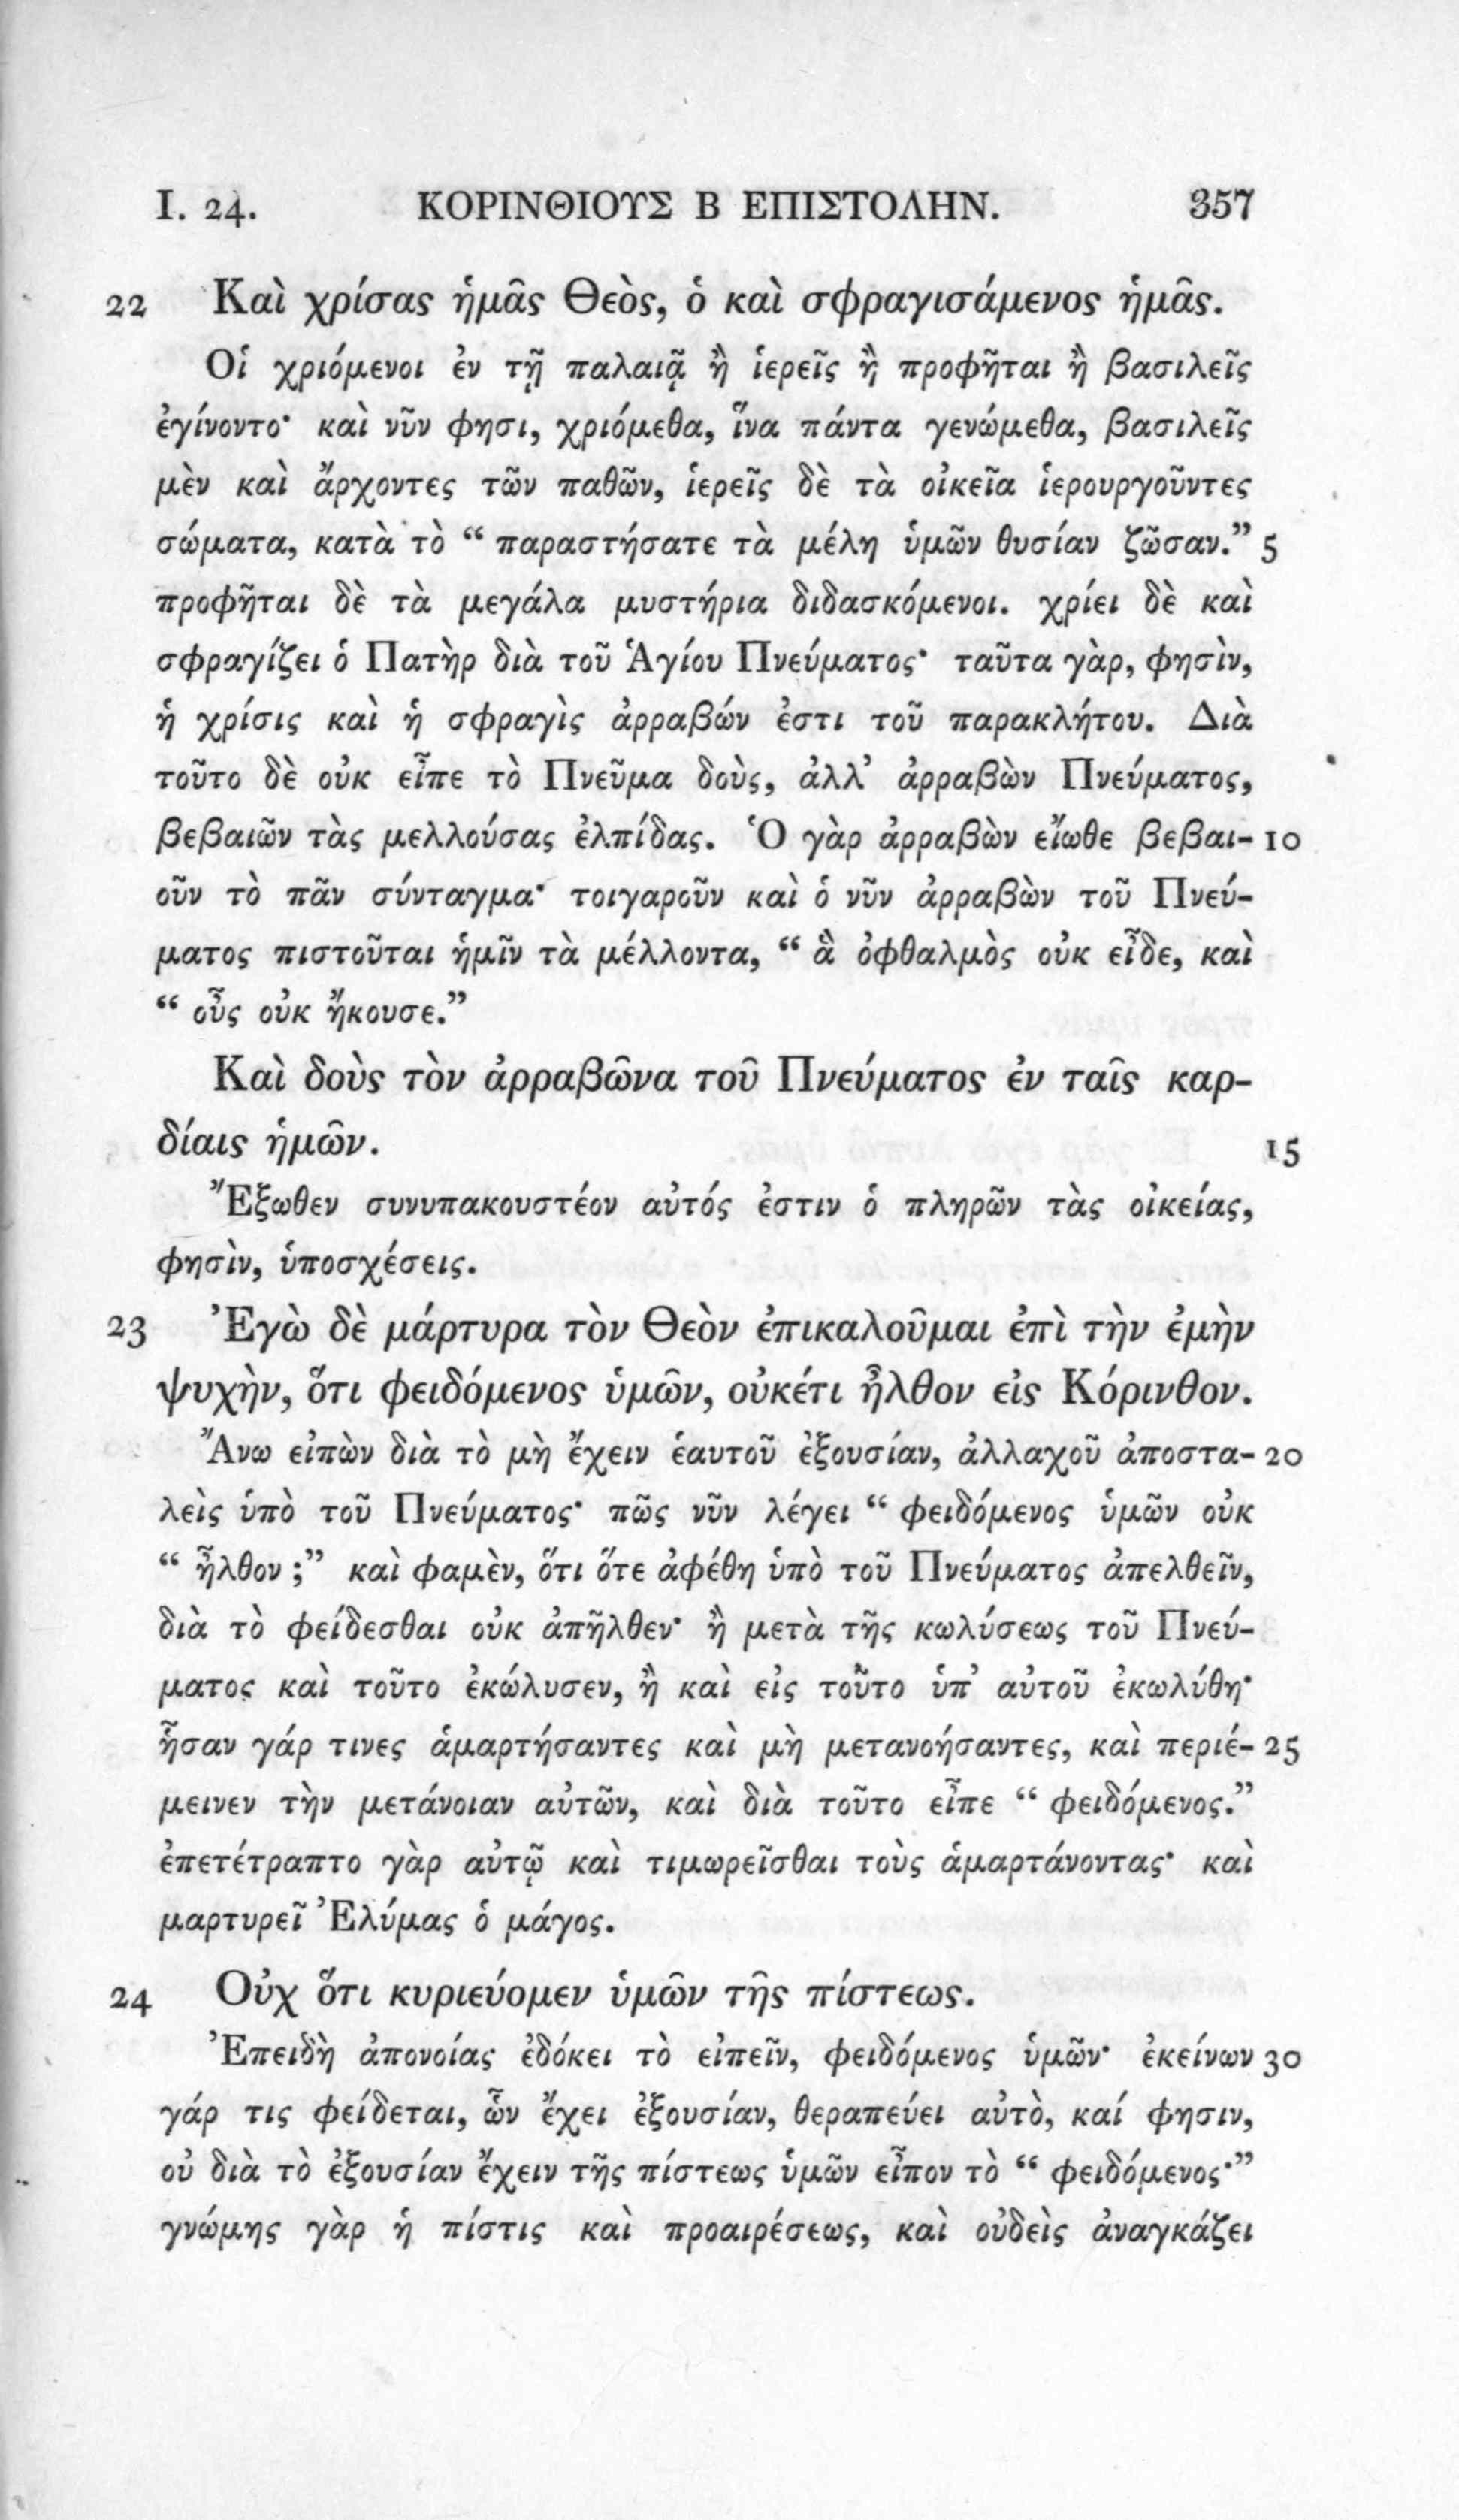 I. 24. ΚΟΡΙΝΘΙΟΥΣ Β ΕΠΙΣΤΟΛΗΝ. 357
22 Καὶ χρίσας ἡμᾶς Θεὸς, ὁ καὶ σφραγισάμενος ἡμᾶς.
Οἱ χριόμενοι ἐν τῇ παλαιᾷ ἢ ἱερεῖς ἢ προφῆται ἢ βασιλεῖς
ἐγίνοντο· καὶ νῦν φησι, χριόμεθα, ἵνα πάντα γενώμεθα, βασιλεῖς
μὲν καὶ ἄρχοντες τῶν παθῶν, ἱερεῖς δὲ τὰ οἰκεῖα ἱερουργοῦντες
σώματα, κατὰ τὸ “ παραστήσατε τὰ μέλη ὑμῶν θυσίαν ζῶσαν.” 5
προφῆται δὲ τὰ μεγάλα μυστήρια διδασκόμενοι. χρίει δὲ καὶ
σφραγίζει ὁ Πατὴρ διὰ τοῦ Ἁγίου Πνεύματος· ταῦτα γὰρ, φησὶν,
ἡ χρίσις καὶ ἡ σφραγὶς ἀρραβών ἐστι τοῦ παρακλήτου. Διὰ
τοῦτο δὲ οὐκ εἶπε τὸ Πνεῦμα δοὺς, ἀλλ’ ἀρραβὼν Πνεύματος,
βεβαιῶν τὰς μελλούσας ἐλπίδας. Ὁ γὰρ ἀρραβὼν εἴωθε βεβαι- 10
οῦν τὸ πᾶν σύνταγμα· τοιγαροῦν καὶ ὁ νῦν ἀρραβὼν τοῦ Πνεύ-
ματος πιστοῦται ἡμῖν τὰ μέλλοντα, “ ἃ ὀφθαλμὸς οὐκ εἶδε, καὶ
“ οὖς οὐκ ἤκουσε.”
Καὶ δοὺς τὸν ἀρραβῶνα τοῦ Πνεύματος ἐν ταῖς καρ-
δίαις ἡμῶν. 15
Ἔξωθεν συνυπακουστέον αὐτός ἐστιν ὁ πληρῶν τὰς οἰκείας,
φησὶν, ὑποσχέσεις.
23 Ἐγὼ δὲ μάρτυρα τὸν Θεὸν ἐπικαλοῦμαι ἐπὶ τὴν ἐμὴν
ψυχὴν, ὅτι φειδόμενος ὑμῶν, οὐκέτι ἦλθον εἰς Κόρινθον.
Ἄνω εἰπὼν διὰ τὸ μὴ ἔχειν ἑαυτοῦ ἐξουσίαν, ἀλλαχοῦ ἀποστα- 20
λεὶς ὑπὸ τοῦ Πνεύματος· πῶς νῦν λέγει “ φειδόμενος ὑμῶν οὐκ
“ ἦλθον ;” καὶ φαμὲν, ὅτι ὅτε ἀφέθη ὑπὸ τοῦ Πνεύματος ἀπελθεῖν,
διὰ τὸ φείδεσθαι οὐκ ἀπῆλθεν· ἢ μετὰ τῆς κωλύσεως τοῦ Πνεύ-
ματος καὶ τοῦτο ἐκώλυσεν, ἢ καὶ εἰς τοῦτο ὑπ’ αὐτοῦ ἐκωλύθη·
ἦσαν γάρ τινες ἁμαρτήσαντες καὶ μὴ μετανοήσαντες, καὶ περιέ- 25
μεινεν τὴν μετάνοιαν αὐτῶν, καὶ διὰ τοῦτο εἶπε “ φειδόμενος.”
ἐπετέτραπτο γὰρ αὐτῷ καὶ τιμωρεῖσθαι τοὺς ἁμαρτάνοντας· καὶ
μαρτυρεῖ Ἐλύμας ὁ μάγος.
24 Οὐχ ὅτι κυριεύομεν ὑμῶν τῆς πίστεως.
Ἐπειδὴ ἀπονοίας ἐδόκει τὸ εἰπεῖν, φειδόμενος ὑμῶν· ἐκείνων 30
γάρ τις φείδεται, ὧν ἔχει ἐξουσίαν, θεραπεύει αὐτὸ, καί φησιν,
οὐ διὰ τὸ ἐξουσίαν ἔχειν τῆς πίστεως ὑμῶν εἶπον τὸ “ φειδόμενος·”
γνώμης γὰρ ἡ πίστις καὶ προαιρέσεως, καὶ οὐδεὶς ἀναγκάζει